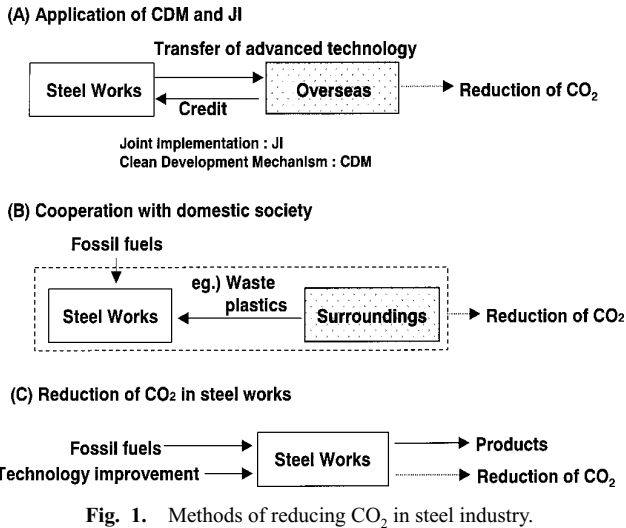 (A) Application of CDM and JI
Transfer of advanced technology
Steel Works
Overseas
Reduction of CO2
Credit
Joint Implementation : JI
Clean Development Mechanism : CDM
(B) Cooperation with domestic society
Fossil fuels
eg.) Waste
plastics
Steel Works
Surroundings
Reduction of CO2
(C) Reduction of CO2 in steel works
Fossil fuels
Steel Works
Products
Technology improvement
Reduction of CO2
Fig. 1. Methods of reducing CO2 in steel industry.